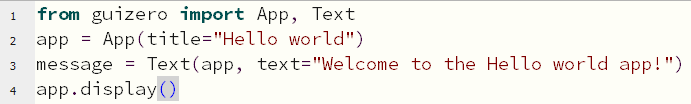 1 from guizero import App, Text
2 app = App(title="Hello world")
3 message = Text(app, text="Welcome to the Hello world app!")
4 app.display()